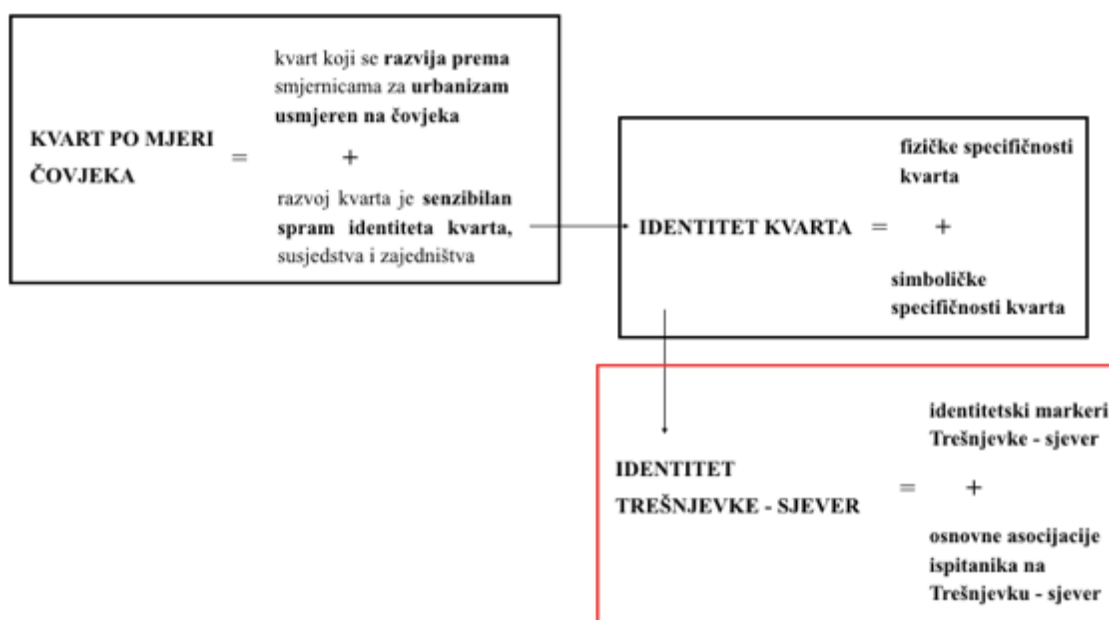 kvart koji se razvija prema
smjernicama za urbanizam
usmjeren na čovjeka
KVART PO MJERI
ČOVJEKA
=
+
razvoj kvarta je senzibilan
spram identiteta kvarta,
susjedstva i zajedništva
fizičke specifičnosti
kvarta
IDENTITET KVARTA = +
simboličke
specifičnosti kvarta
identitetski markeri
Trešnjevke - sjever
IDENTITET
TREŠNJEVKE - SJEVER
= +
osnovne asocijacije
ispitanika na
Trešnjevku - sjever